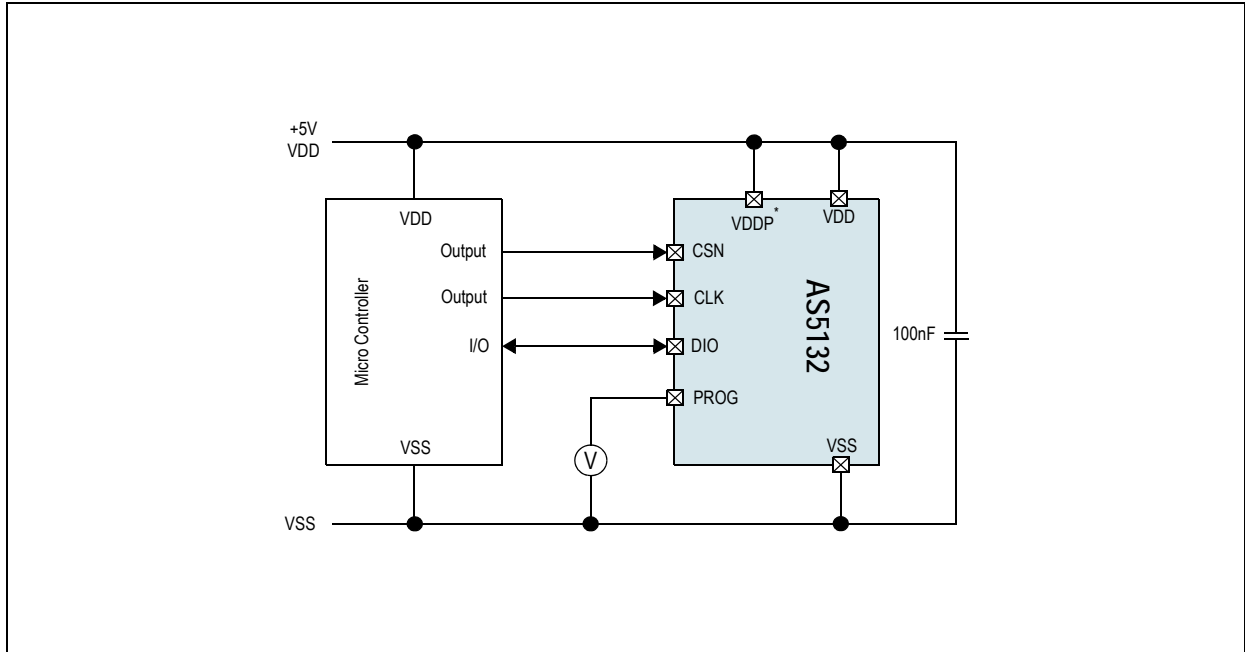 +5V
VDD
VDD
VDDP*
VDD
Output
CSN
Output
CLK
I/O
DIO
PROG
Micro Controller
AS5132
100nF
VSS
VSS
V
VSS